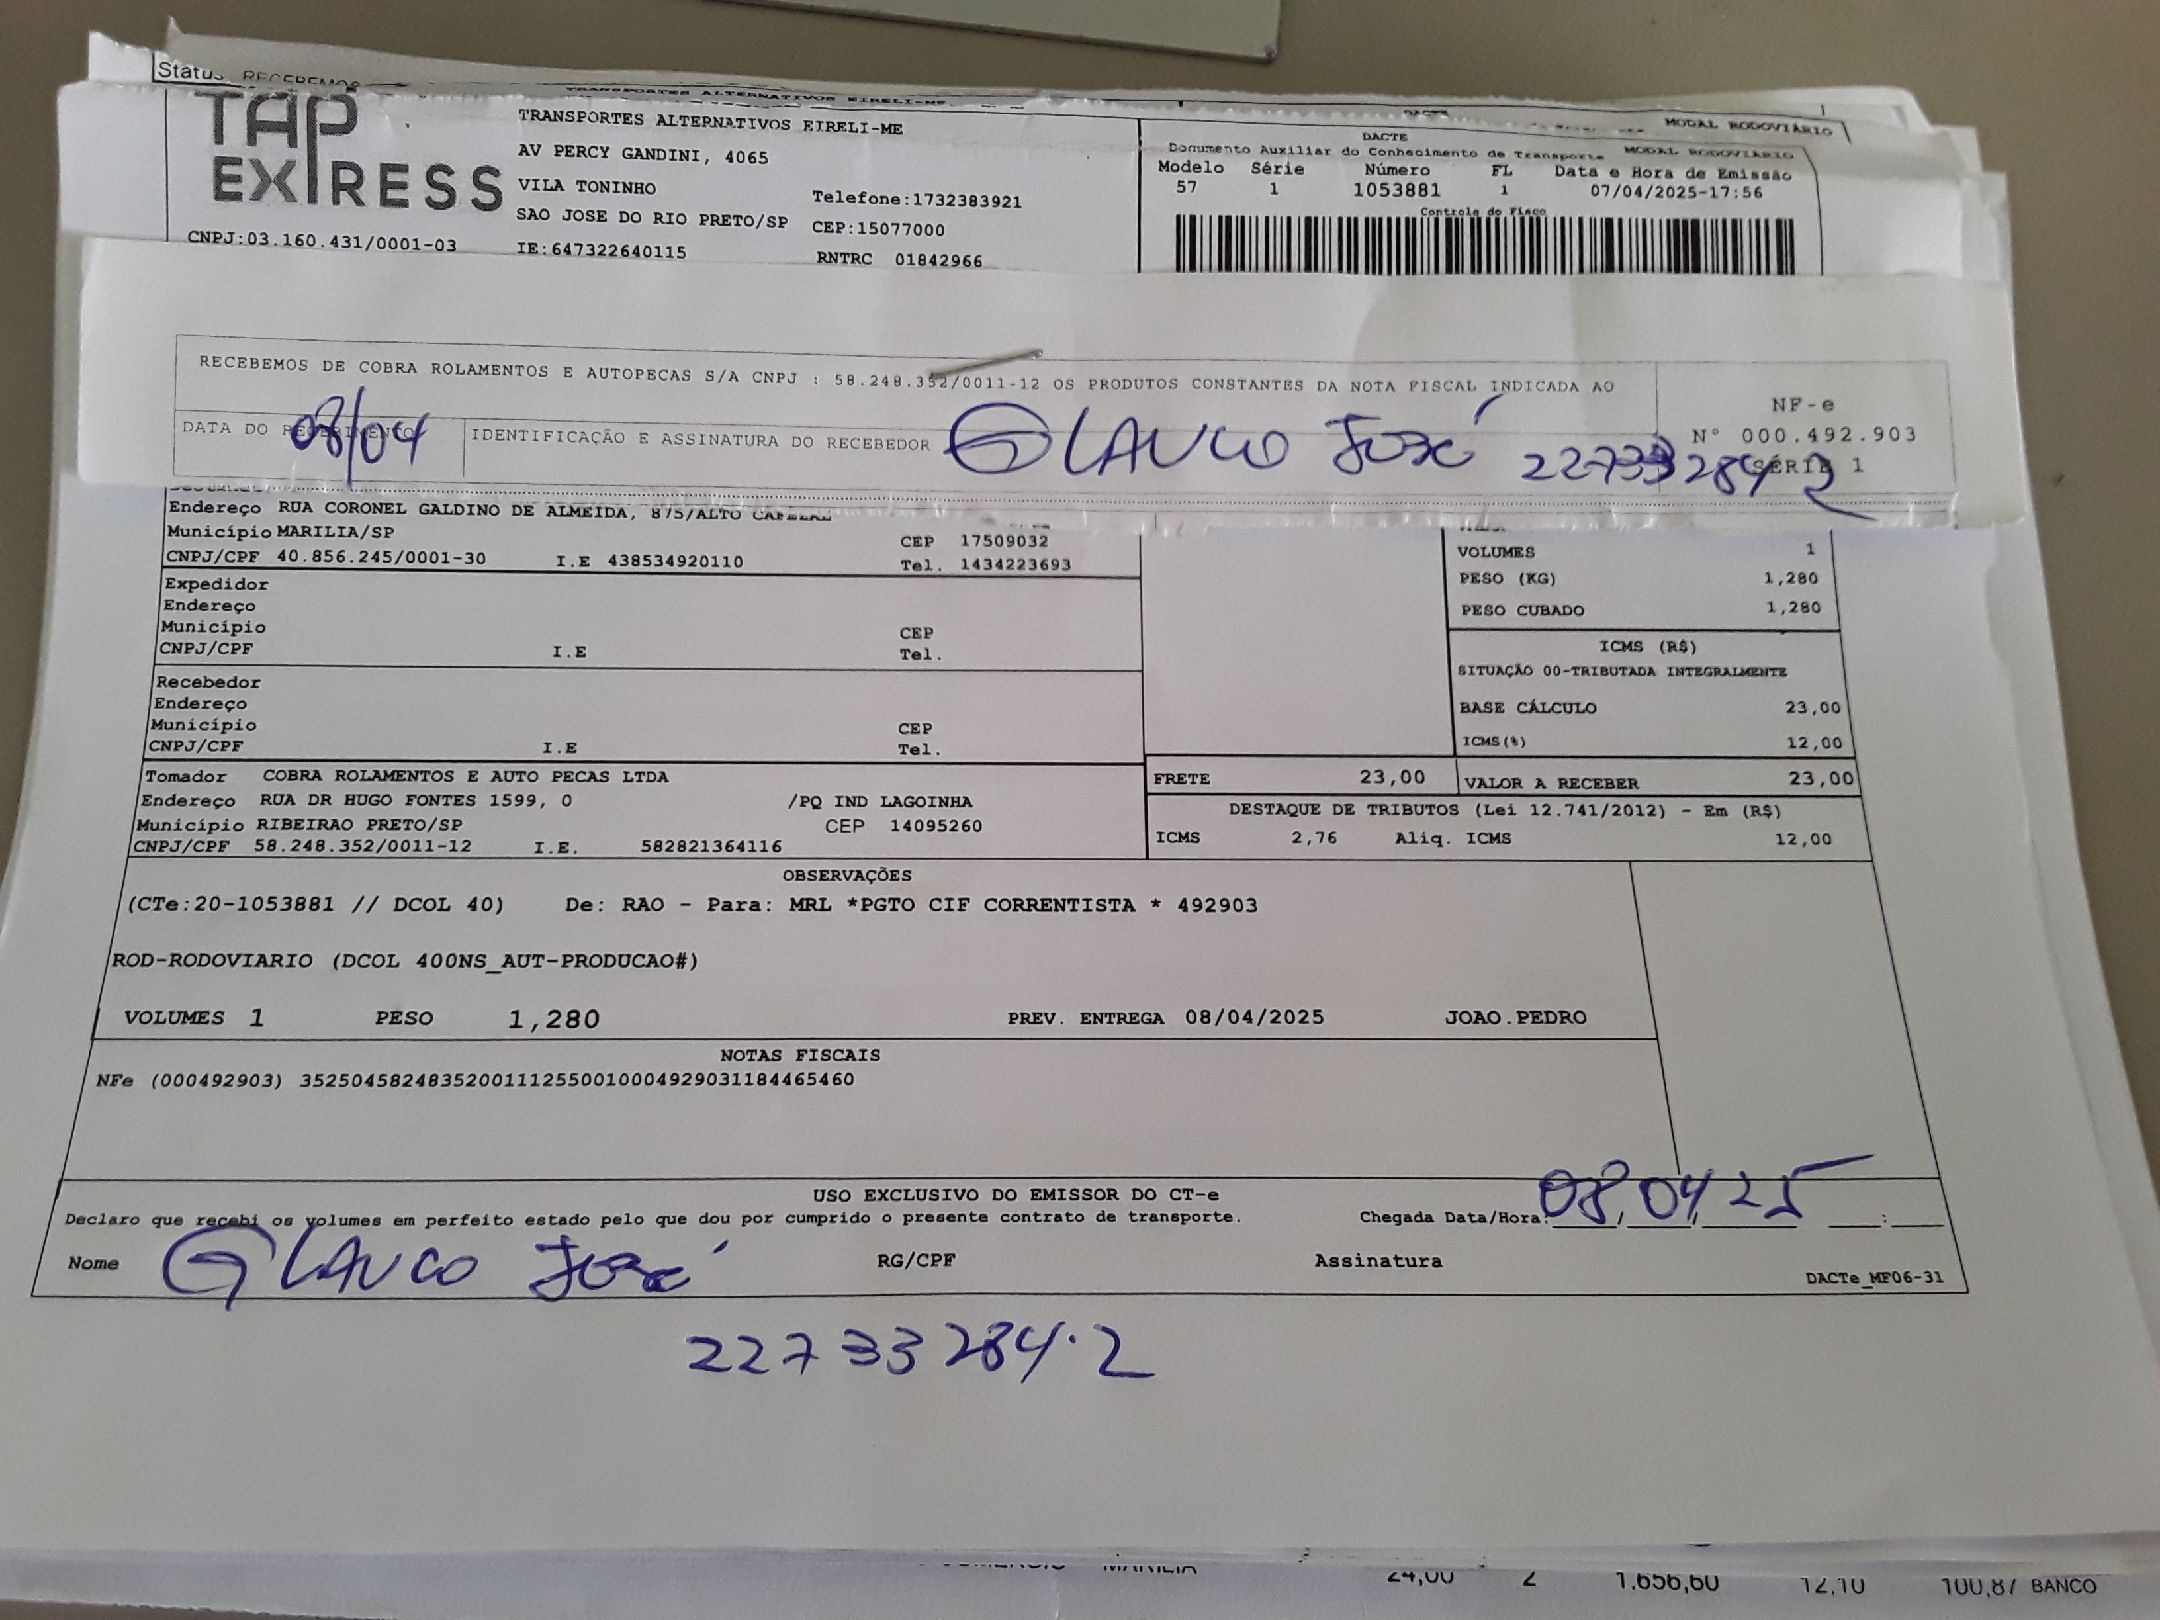 Status RECEBEMOS
TRANSPORTES ALTERNATIVOS EIRELI-ME
DACTE
MODAL RODOVIÁRIO
TAP EXPRESS
TRANSPORTES ALTERNATIVOS EIRELI-ME
AV PERCY GANDINI, 4065
VILA TONINHO Telefone:1732383921
SAO JOSE DO RIO PRETO/SP CEP:15077000
CNPJ:03.160.431/0001-03 IE:647322640115 RNTRC 01842966
DACTE
Documento Auxiliar do Conhecimento de Transporte MODAL RODOVIÁRIO
Modelo Série Número FL Data e Hora de Emissão
57 1 1053881 1 07/04/2025-17:56
Controle do Fisco
RECEBEMOS DE COBRA ROLAMENTOS E AUTOPECAS S/A CNPJ : 58.248.352/0011-12 OS PRODUTOS CONSTANTES DA NOTA FISCAL INDICADA AO
NF-e
Nº 000.492.903
SÉRIE 1
DATA DO RECEBIMENTO 08/04 IDENTIFICAÇÃO E ASSINATURA DO RECEBEDOR GLAUCO José 22733284 2
Endereço RUA CORONEL GALDINO DE ALMEIDA, 875/ALTO CAFEZAL
Município MARILIA/SP CEP 17509032
CNPJ/CPF 40.856.245/0001-30 I.E 438534920110 Tel. 1434223693
VOLUMES 1
PESO (KG) 1,280
PESO CUBADO 1,280
Expedidor
Endereço
Município CEP
CNPJ/CPF I.E Tel.
ICMS (R$)
SITUAÇÃO 00-TRIBUTADA INTEGRALMENTE
BASE CÁLCULO 23,00
ICMS(%) 12,00
Recebedor
Endereço
Município CEP
CNPJ/CPF I.E Tel.
Tomador COBRA ROLAMENTOS E AUTO PECAS LTDA
Endereço RUA DR HUGO FONTES 1599, 0 /PQ IND LAGOINHA
Município RIBEIRAO PRETO/SP CEP 14095260
CNPJ/CPF 58.248.352/0011-12 I.E. 582821364116
FRETE 23,00 VALOR A RECEBER 23,00
DESTAQUE DE TRIBUTOS (Lei 12.741/2012) - Em (R$)
ICMS 2,76 Aliq. ICMS 12,00
OBSERVAÇÕES
(CTe:20-1053881 // DCOL 40) De: RAO - Para: MRL *PGTO CIF CORRENTISTA * 492903
ROD-RODOVIARIO (DCOL 400NS_AUT-PRODUCAO#)
VOLUMES 1 PESO 1,280 PREV. ENTREGA 08/04/2025 JOAO.PEDRO
NOTAS FISCAIS
NFe (000492903) 35250458248352001112550010004929031184465460
USO EXCLUSIVO DO EMISSOR DO CT-e
Declaro que recebi os volumes em perfeito estado pelo que dou por cumprido o presente contrato de transporte. Chegada Data/Hora: 08/04/25 __:__
Nome GLAUCO José RG/CPF Assinatura
DACTe_MF06-31
22733284.2
MARILIA 24,00 2 1.656,60 12,10 100,87 BANCO